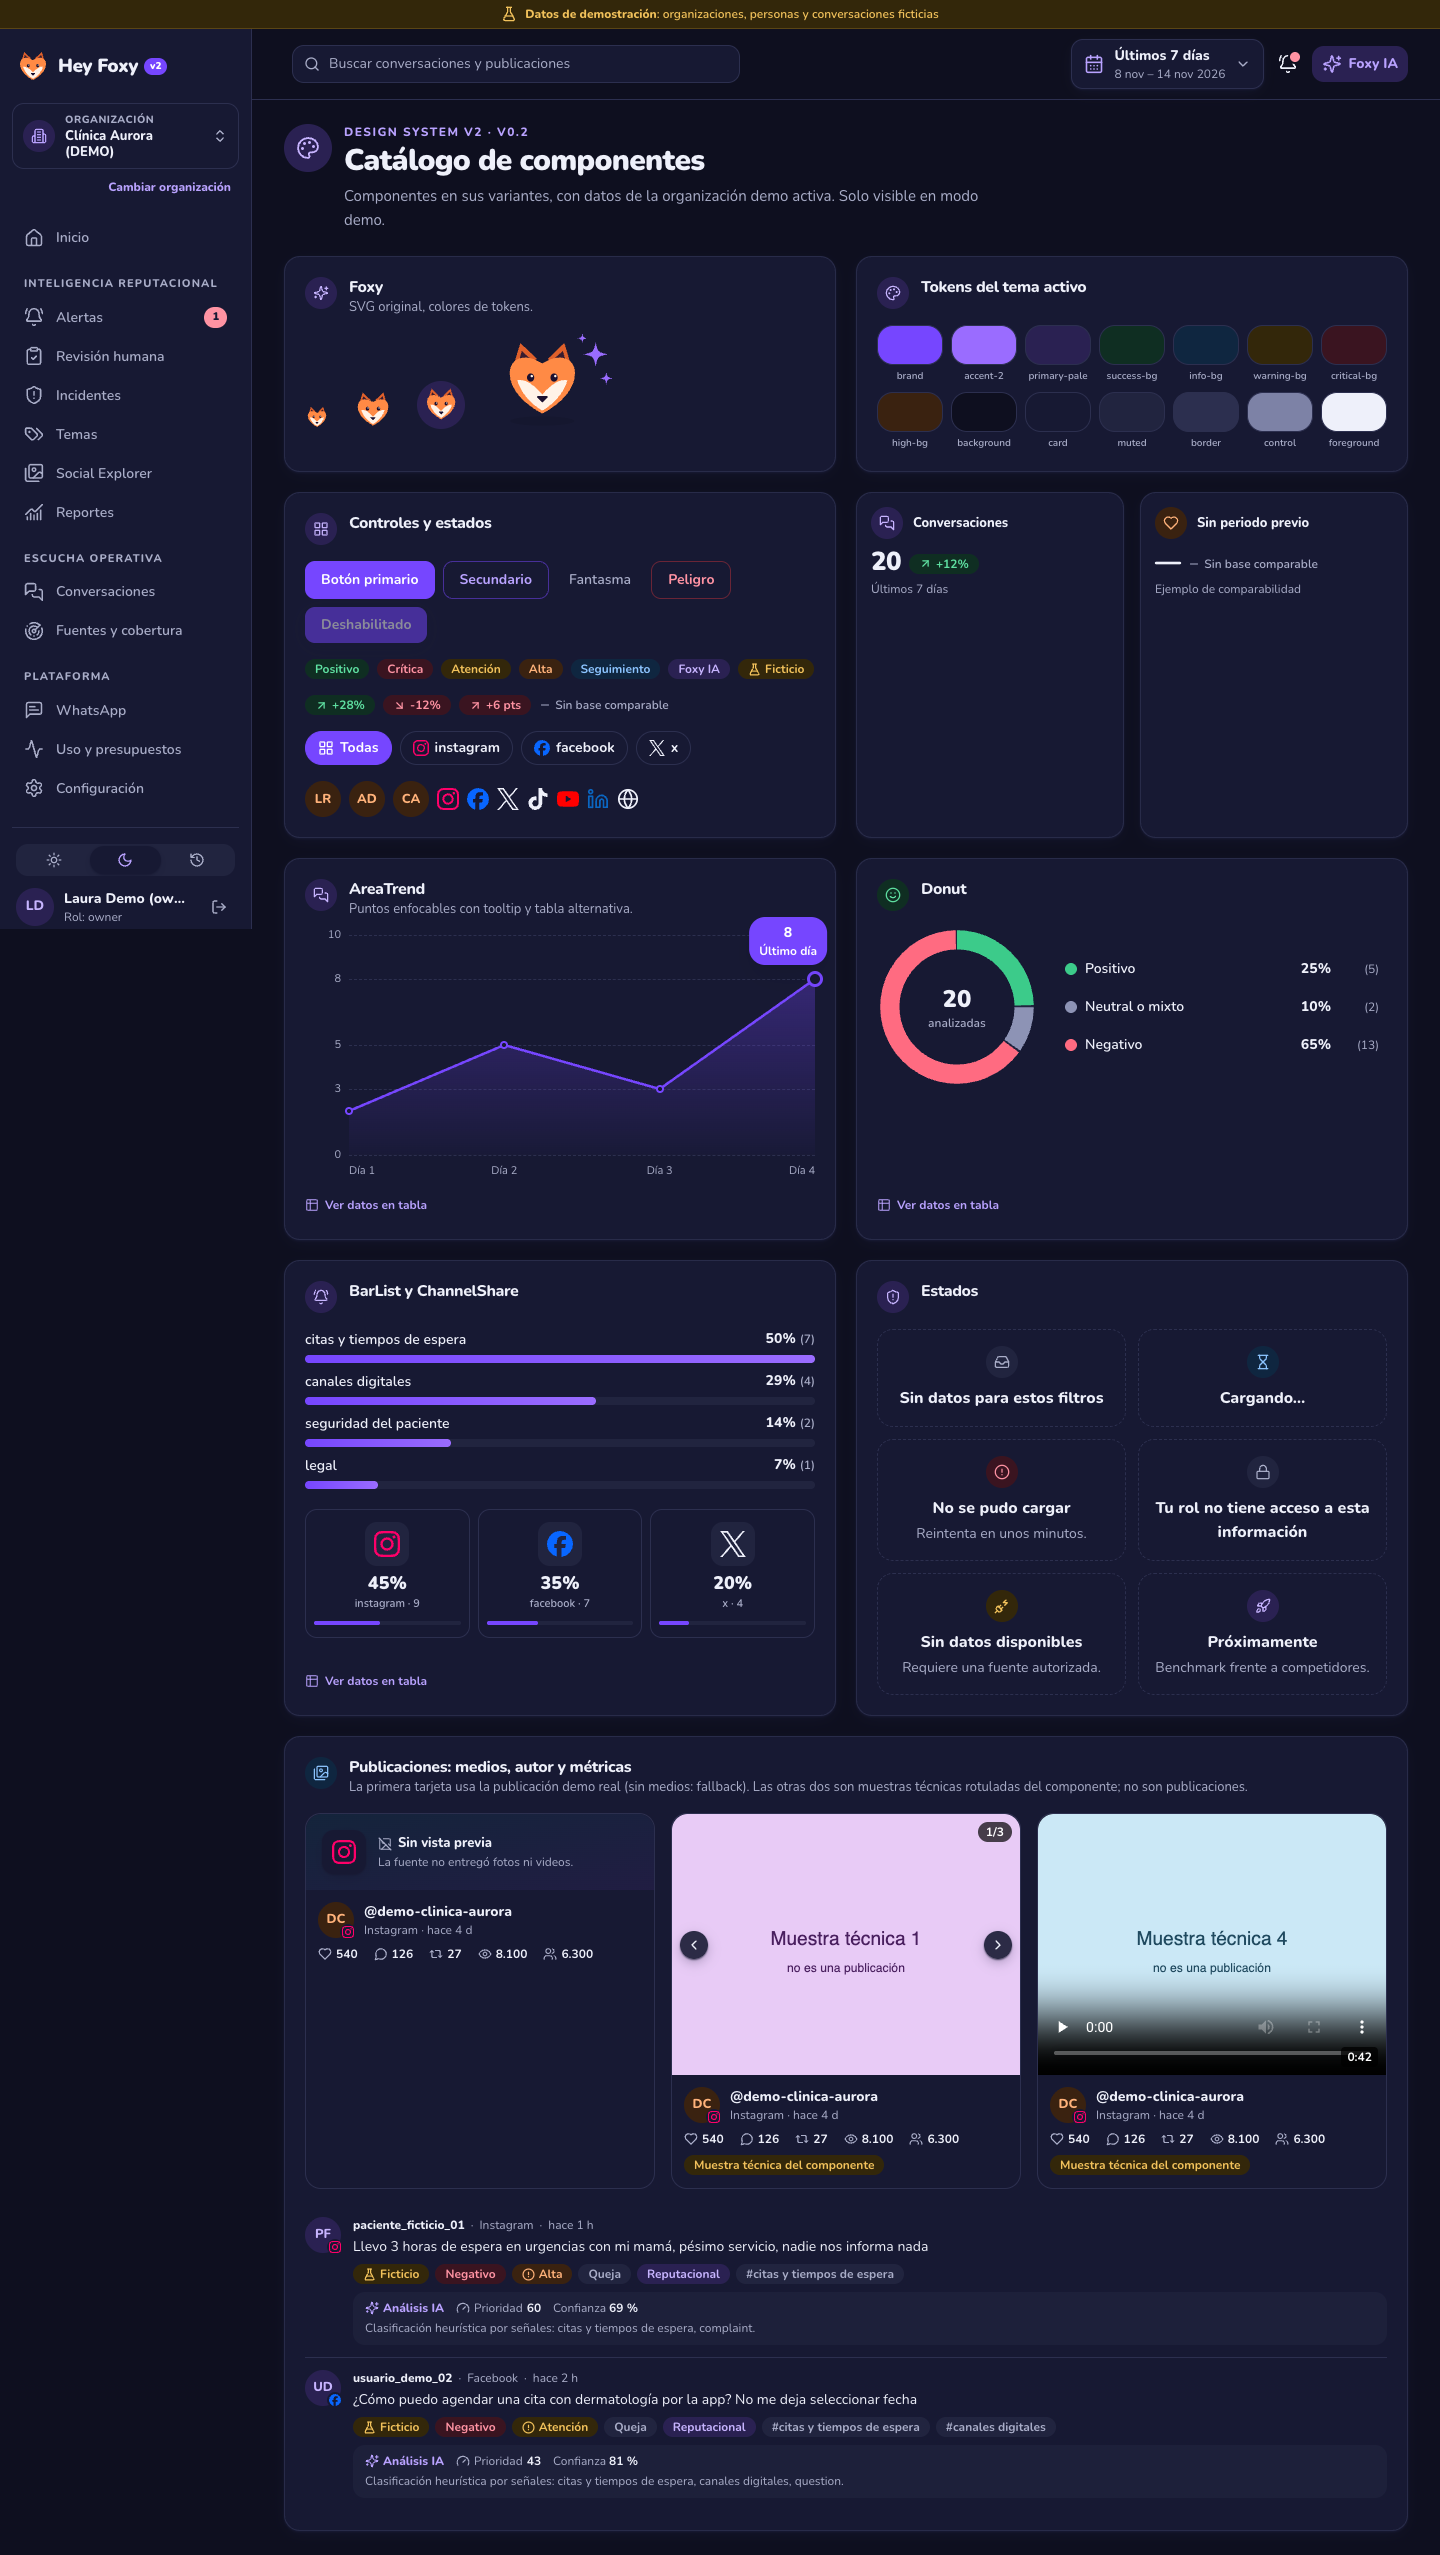 Datos de demostración: organizaciones, personas y conversaciones ficticias
Hey Foxy v2
ORGANIZACIÓN
Clínica Aurora
(DEMO)
Cambiar organización
Inicio
INTELIGENCIA REPUTACIONAL
Alertas 1
Revisión humana
Incidentes
Temas
Social Explorer
Reportes
ESCUCHA OPERATIVA
Conversaciones
Fuentes y cobertura
PLATAFORMA
WhatsApp
Uso y presupuestos
Configuración
LD
Laura Demo (ow...
Rol: owner
Buscar conversaciones y publicaciones
Últimos 7 días
8 nov – 14 nov 2026
Foxy IA
DESIGN SYSTEM V2 · V0.2
Catálogo de componentes
Componentes en sus variantes, con datos de la organización demo activa. Solo visible en modo
demo.
Foxy
SVG original, colores de tokens.
Tokens del tema activo
brand accent-2 primary-pale success-bg info-bg warning-bg critical-bg
high-bg background card muted border control foreground
Controles y estados
Botón primario Secundario Fantasma Peligro
Deshabilitado
Positivo Crítica Atención Alta Seguimiento Foxy IA Ficticio
+28% -12% +6 pts — Sin base comparable
Todas instagram facebook x
LR AD CA
Conversaciones
20 +12%
Últimos 7 días
Sin periodo previo
— — Sin base comparable
Ejemplo de comparabilidad
AreaTrend
Puntos enfocables con tooltip y tabla alternativa.
8
Último día
10
8
5
3
0
Día 1 Día 2 Día 3 Día 4
Ver datos en tabla
Donut
20
analizadas
Positivo 25% (5)
Neutral o mixto 10% (2)
Negativo 65% (13)
Ver datos en tabla
BarList y ChannelShare
citas y tiempos de espera 50% (7)
canales digitales 29% (4)
seguridad del paciente 14% (2)
legal 7% (1)
45%
instagram · 9
35%
facebook · 7
20%
x · 4
Ver datos en tabla
Estados
Sin datos para estos filtros
Cargando...
No se pudo cargar
Reintenta en unos minutos.
Tu rol no tiene acceso a esta
información
Sin datos disponibles
Requiere una fuente autorizada.
Próximamente
Benchmark frente a competidores.
Publicaciones: medios, autor y métricas
La primera tarjeta usa la publicación demo real (sin medios: fallback). Las otras dos son muestras técnicas rotuladas del componente; no son publicaciones.
Sin vista previa
La fuente no entregó fotos ni videos.
DC
@demo-clinica-aurora
Instagram · hace 4 d
540 126 27 8.100 6.300
1/3
Muestra técnica 1
no es una publicación
DC
@demo-clinica-aurora
Instagram · hace 4 d
540 126 27 8.100 6.300
Muestra técnica del componente
Muestra técnica 4
no es una publicación
0:00
0:42
DC
@demo-clinica-aurora
Instagram · hace 4 d
540 126 27 8.100 6.300
Muestra técnica del componente
PF
paciente_ficticio_01 · Instagram · hace 1 h
Llevo 3 horas de espera en urgencias con mi mamá, pésimo servicio, nadie nos informa nada
Ficticio Negativo Alta Queja Reputacional #citas y tiempos de espera
Análisis IA Prioridad 60 Confianza 69 %
Clasificación heurística por señales: citas y tiempos de espera, complaint.
UD
usuario_demo_02 · Facebook · hace 2 h
¿Cómo puedo agendar una cita con dermatología por la app? No me deja seleccionar fecha
Ficticio Negativo Atención Queja Reputacional #citas y tiempos de espera #canales digitales
Análisis IA Prioridad 43 Confianza 81 %
Clasificación heurística por señales: citas y tiempos de espera, canales digitales, question.